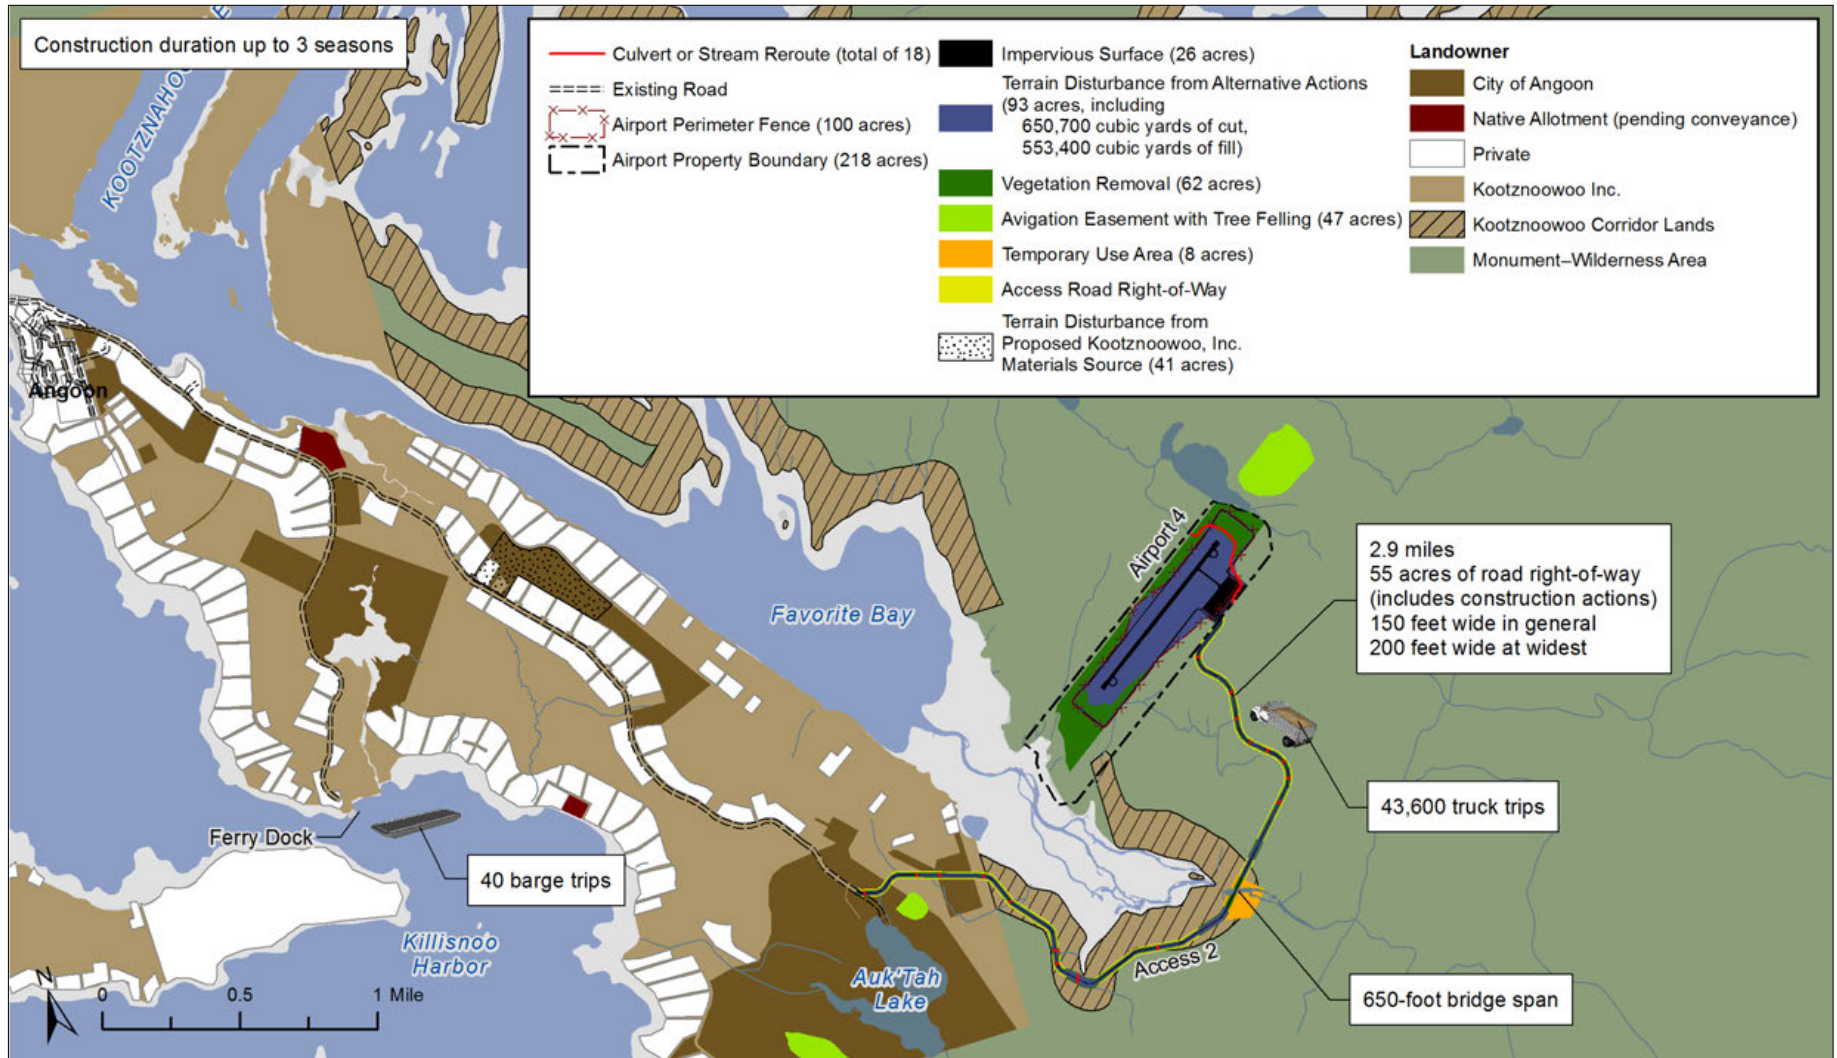 Construction duration up to 3 seasons
KOOTZNAHOO
Culvert or Stream Reroute (total of 18)
Existing Road
Airport Perimeter Fence (100 acres)
Airport Property Boundary (218 acres)
Impervious Surface (26 acres)
Terrain Disturbance from Alternative Actions
(93 acres, including
650,700 cubic yards of cut,
553,400 cubic yards of fill)
Vegetation Removal (62 acres)
Avigation Easement with Tree Felling (47 acres)
Temporary Use Area (8 acres)
Access Road Right-of-Way
Terrain Disturbance from
Proposed Kootznoowoo, Inc.
Materials Source (41 acres)
Landowner
City of Angoon
Native Allotment (pending conveyance)
Private
Kootznoowoo Inc.
Kootznoowoo Corridor Lands
Monument–Wilderness Area
Angoon
Airport 4
Favorite Bay
2.9 miles
55 acres of road right-of-way
(includes construction actions)
150 feet wide in general
200 feet wide at widest
43,600 truck trips
Ferry Dock
40 barge trips
Killisnoo
Harbor
Auk'Tah
Lake
Access 2
650-foot bridge span
N
0 0.5 1 Mile